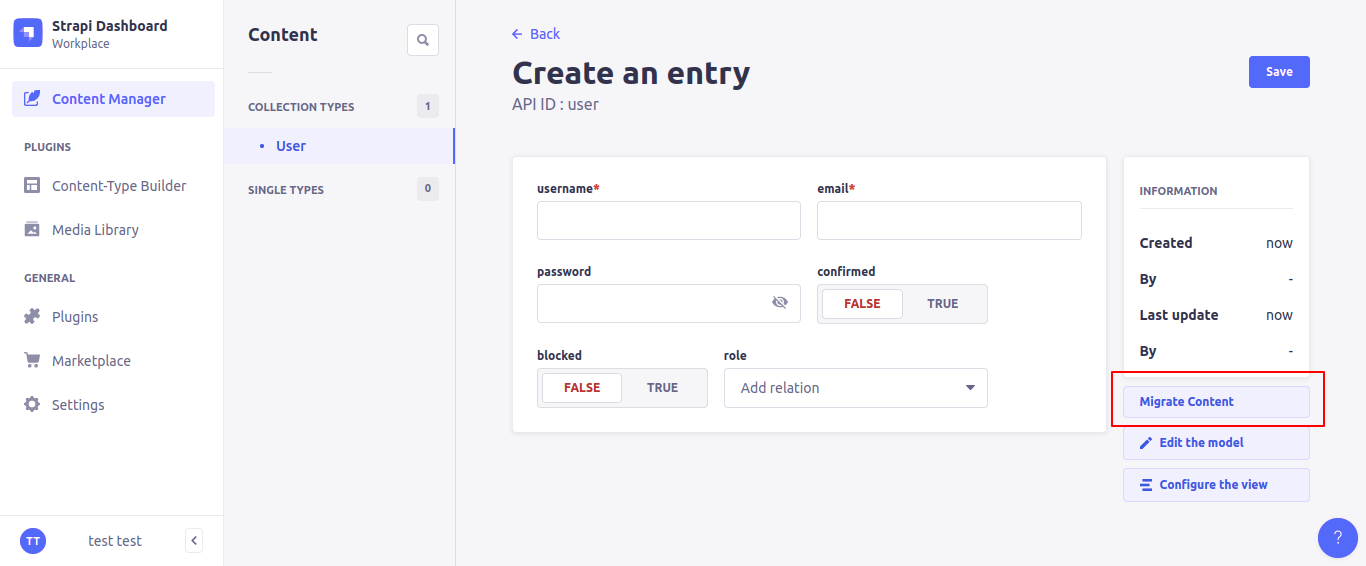 Strapi Dashboard
Workplace
Content Manager
PLUGINS
Content-Type Builder
Media Library
GENERAL
Plugins
Marketplace
Settings
TT
test test
Content
COLLECTION TYPES
1
User
SINGLE TYPES
0
Back
Create an entry
API ID : user
Save
username*
email*
password
confirmed
FALSE TRUE
blocked
role
FALSE TRUE
Add relation
INFORMATION
Created now
By -
Last update now
By -
Migrate Content
Edit the model
Configure the view
?